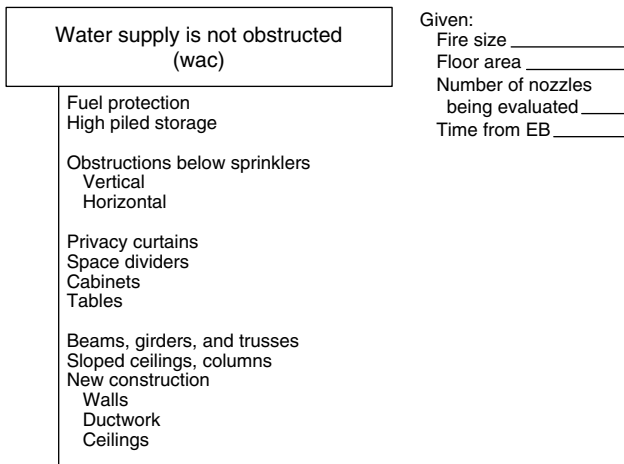 Water supply is not obstructed
(wac)
Fuel protection
High piled storage
Obstructions below sprinklers
Vertical
Horizontal
Privacy curtains
Space dividers
Cabinets
Tables
Beams, girders, and trusses
Sloped ceilings, columns
New construction
Walls
Ductwork
Ceilings
Given:
Fire size
Floor area
Number of nozzles
being evaluated
Time from EB